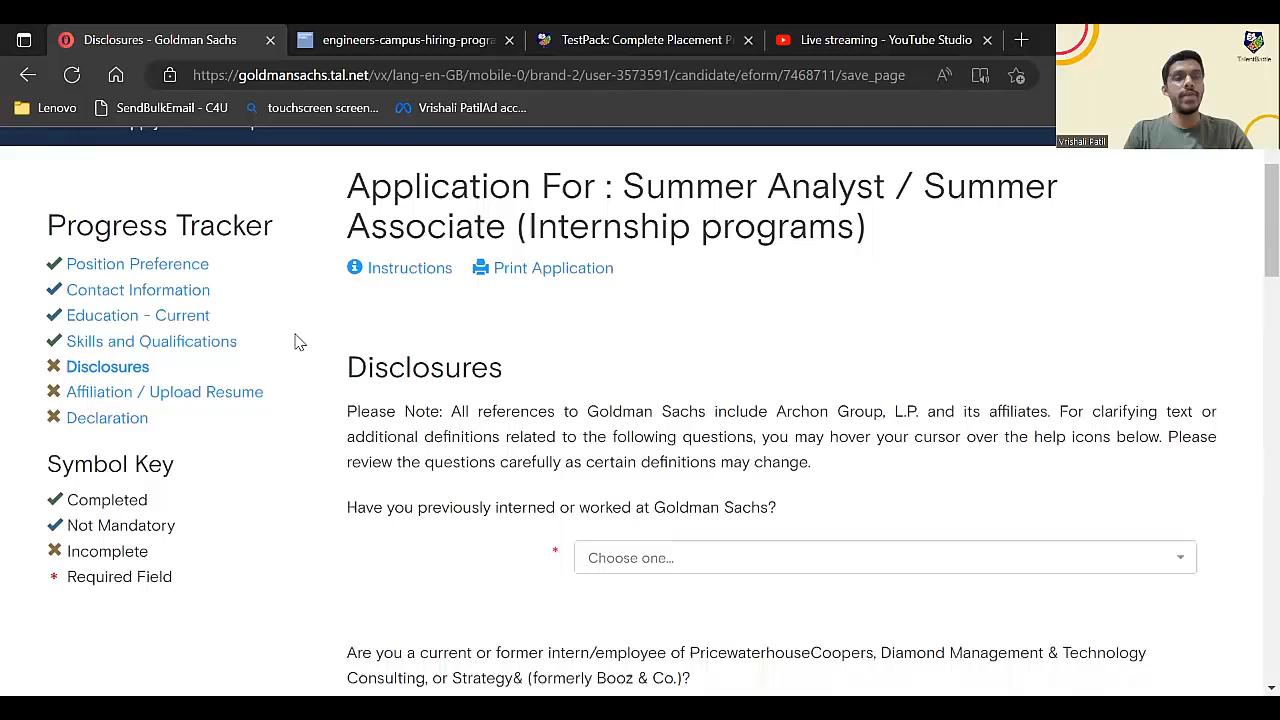 Disclosures - Goldman Sachs
engineers-campus-hiring-progra
TestPack: Complete Placement P
Live streaming - YouTube Studio
https://goldmansachs.tal.net/vx/lang-en-GB/mobile-0/brand-2/user-3573591/candidate/eform/7468711/save_page
Lenovo
SendBulkEmail - C4U
touchscreen screen...
Vrishali PatilAd acc...
TalentBattle
Vrishali Patil
Application For : Summer Analyst / Summer
Associate (Internship programs)
Instructions
Print Application
Progress Tracker
Position Preference
Contact Information
Education - Current
Skills and Qualifications
Disclosures
Affiliation / Upload Resume
Declaration
Symbol Key
Completed
Not Mandatory
Incomplete
* Required Field
Disclosures
Please Note: All references to Goldman Sachs include Archon Group, L.P. and its affiliates. For clarifying text or
additional definitions related to the following questions, you may hover your cursor over the help icons below. Please
review the questions carefully as certain definitions may change.
Have you previously interned or worked at Goldman Sachs?
* Choose one...
Are you a current or former intern/employee of PricewaterhouseCoopers, Diamond Management & Technology
Consulting, or Strategy& (formerly Booz & Co.)?